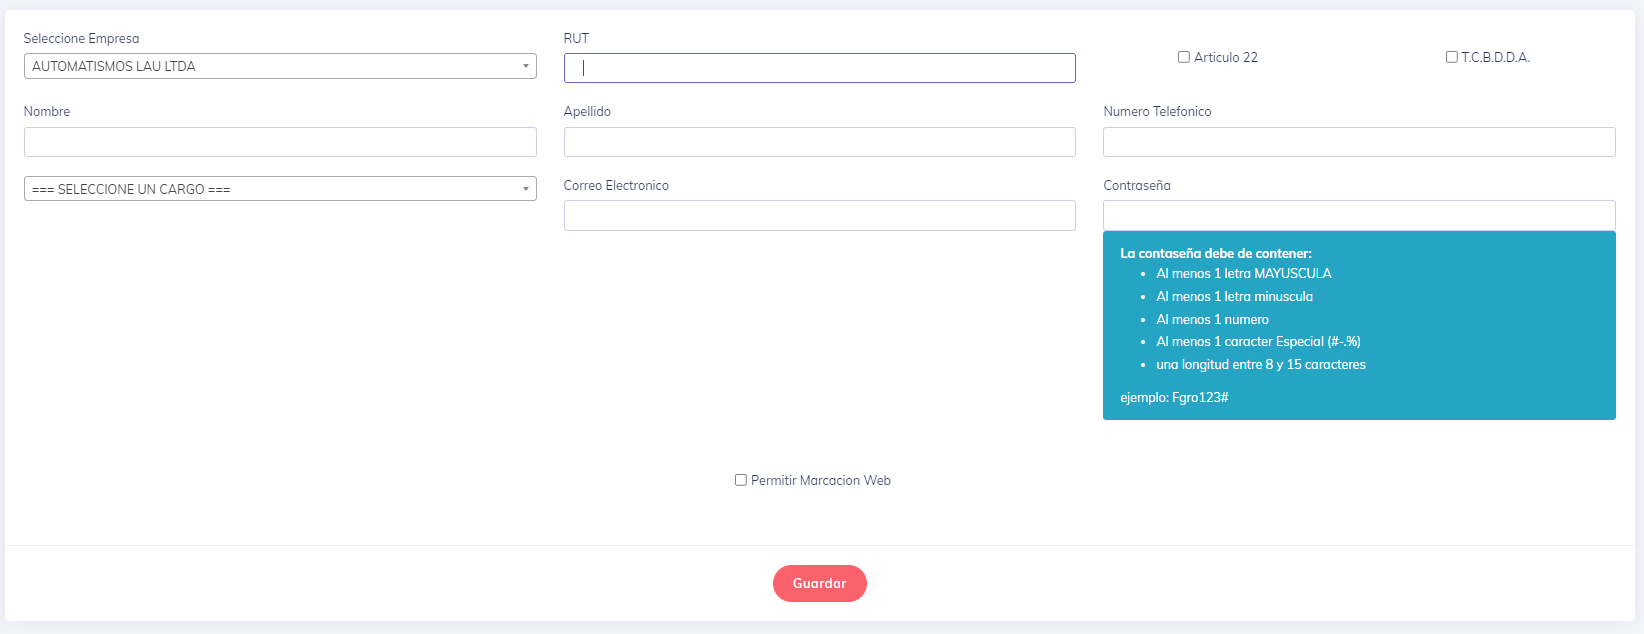 Seleccione Empresa
AUTOMATISMOS LAU LTDA
RUT
Articulo 22
T.C.B.D.D.A.
Nombre
Apellido
Numero Telefonico
=== SELECCIONE UN CARGO ===
Correo Electronico
Contraseña
La contaseña debe de contener:
• Al menos 1 letra MAYUSCULA
• Al menos 1 letra minuscula
• Al menos 1 numero
• Al menos 1 caracter Especial (#-.%)
• una longitud entre 8 y 15 caracteres
ejemplo: Fgro123#
Permitir Marcacion Web
Guardar